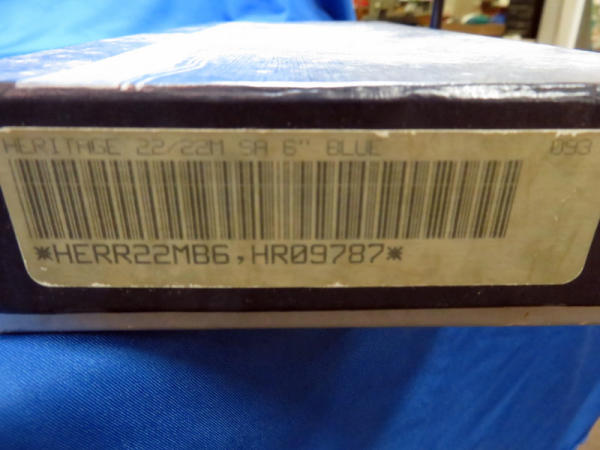 HERITAGE 22/22M SA 6" BLUE 093
*HERR22MB6,HR09787*